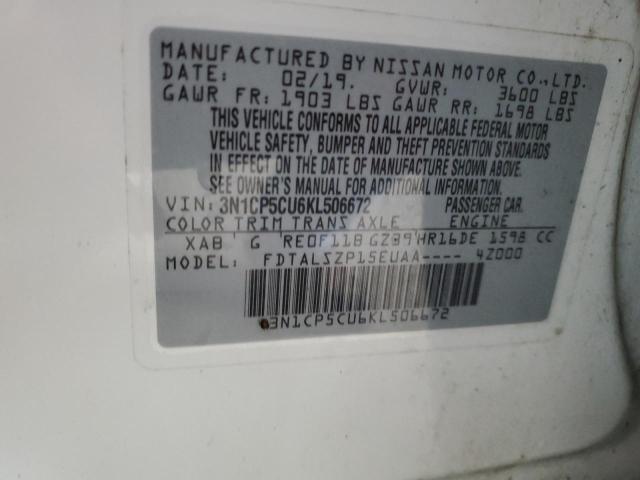 MANUFACTURED BY NISSAN MOTOR CO.,LTD.
DATE: 02/19. GVWR: 3600 LBS
GAWR FR: 1903 LBS GAWR RR: 1698 LBS
THIS VEHICLE CONFORMS TO ALL APPLICABLE FEDERAL MOTOR
VEHICLE SAFETY, BUMPER AND THEFT PREVENTION STANDARDS
IN EFFECT ON THE DATE OF MANUFACTURE SHOWN ABOVE.
SEE OWNER'S MANUAL FOR ADDITIONAL INFORMATION.
VIN: 3N1CP5CU6KL506672 PASSENGER CAR.
COLOR TRIM TRANS AXLE ENGINE
XAB G RE0F11B GZ39 HR16DE 1598 CC
MODEL: FDTALSZP15EUAA---- 4Z000
3N1CP5CU6KL506672